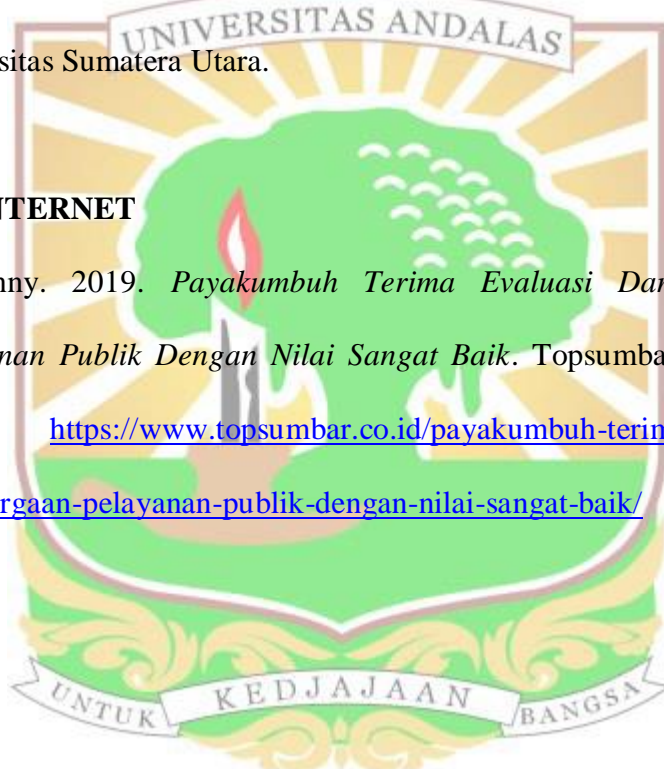 UNIVERSITAS ANDALAS
sitas Sumatera Utara.
NTERNET
nny. 2019. Payakumbuh Terima Evaluasi Dar
nan Publik Dengan Nilai Sangat Baik. Topsumba
https://www.topsumbar.co.id/payakumbuh-terin
rgaan-pelayanan-publik-dengan-nilai-sangat-baik/
UNTUK KEDJAJAAN BANGSA